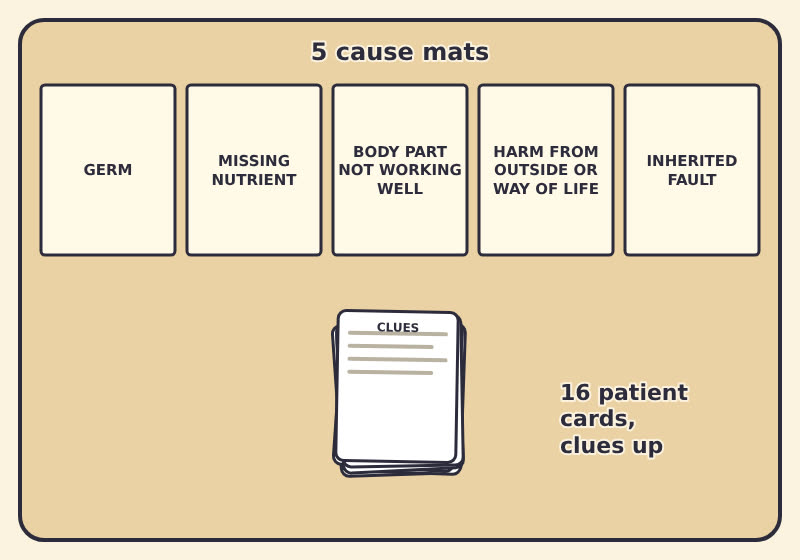 5 cause mats
GERM
MISSING
NUTRIENT
BODY PART
NOT WORKING
WELL
HARM FROM
OUTSIDE OR
WAY OF LIFE
INHERITED
FAULT
CLUES
16 patient
cards,
clues up